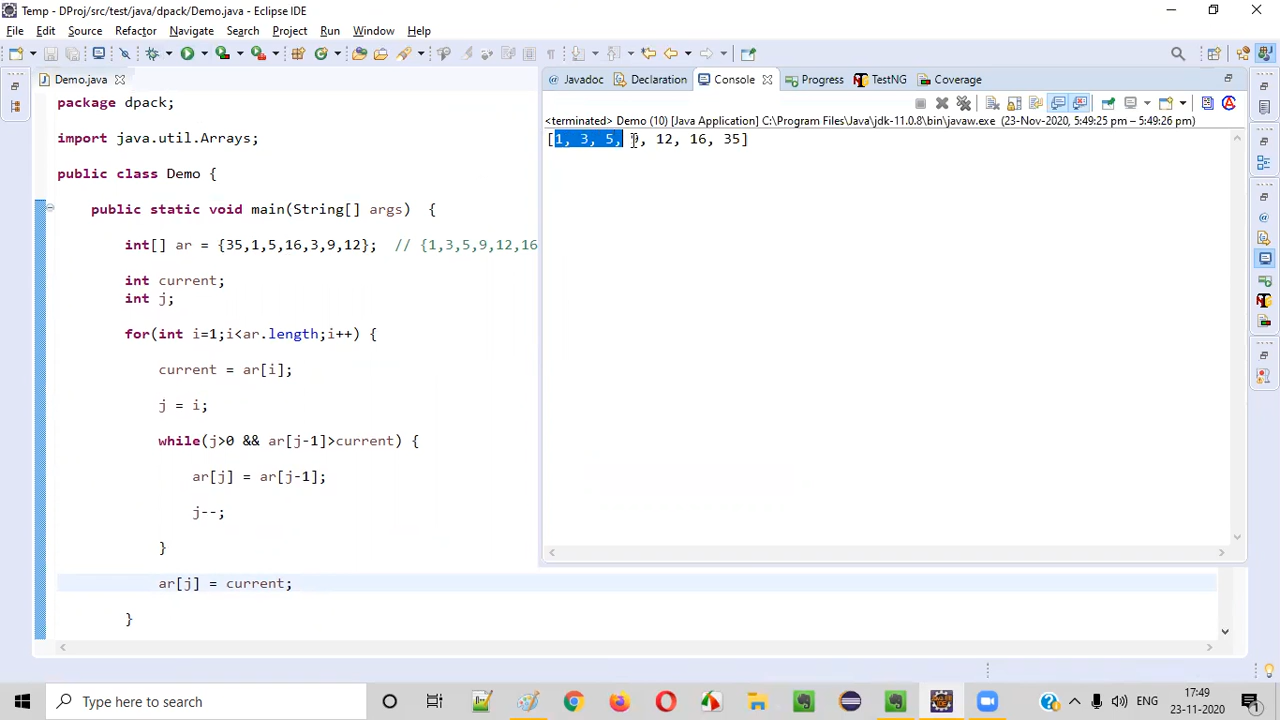 Temp - DProj/src/test/java/dpack/Demo.java - Eclipse IDE
File Edit Source Refactor Navigate Search Project Run Window Help
Demo.java
package dpack;
import java.util.Arrays;
public class Demo {
public static void main(String[] args) {
int[] ar = {35,1,5,16,3,9,12}; // {1,3,5,9,12,16
int current;
int j;
for(int i=1;i<ar.length;i++) {
current = ar[i];
j = i;
while(j>0 && ar[j-1]>current) {
ar[j] = ar[j-1];
j--;
}
ar[j] = current;
}
Javadoc Declaration Console Progress TestNG Coverage
<terminated> Demo (10) [Java Application] C:\Program Files\Java\jdk-11.0.8\bin\javaw.exe (23-Nov-2020, 5:49:25 pm – 5:49:26 pm)
[1, 3, 5, 9, 12, 16, 35]
Type here to search
ENG
17:49
23-11-2020